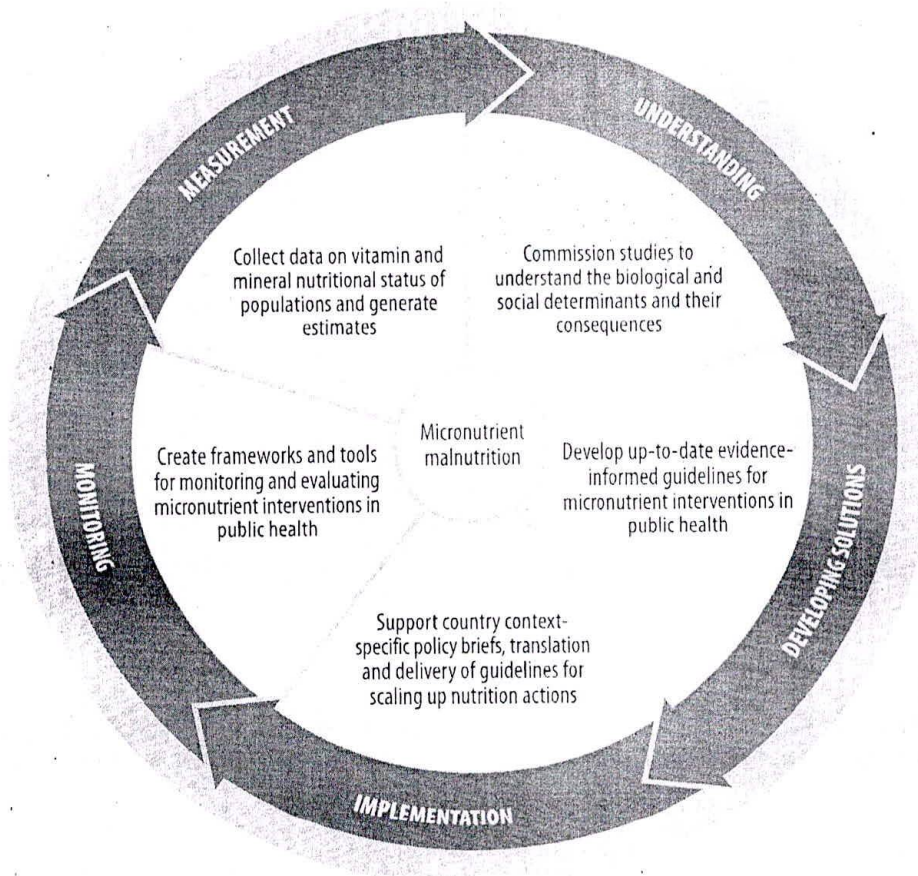 MEASUREMENT
UNDERSTANDING
Collect data on vitamin and
mineral nutritional status of
populations and generate
estimates
Commission studies to
understand the biological and
social determinants and their
consequences
Micronutrient
malnutrition
Create frameworks and tools
for monitoring and evaluating
micronutrient interventions in
public health
Develop up-to-date evidence-
informed guidelines for
micronutrient interventions in
public health
MONITORING
DEVELOPING SOLUTIONS
Support country context-
specific policy briefs, translation
and delivery of guidelines for
scaling up nutrition actions
IMPLEMENTATION